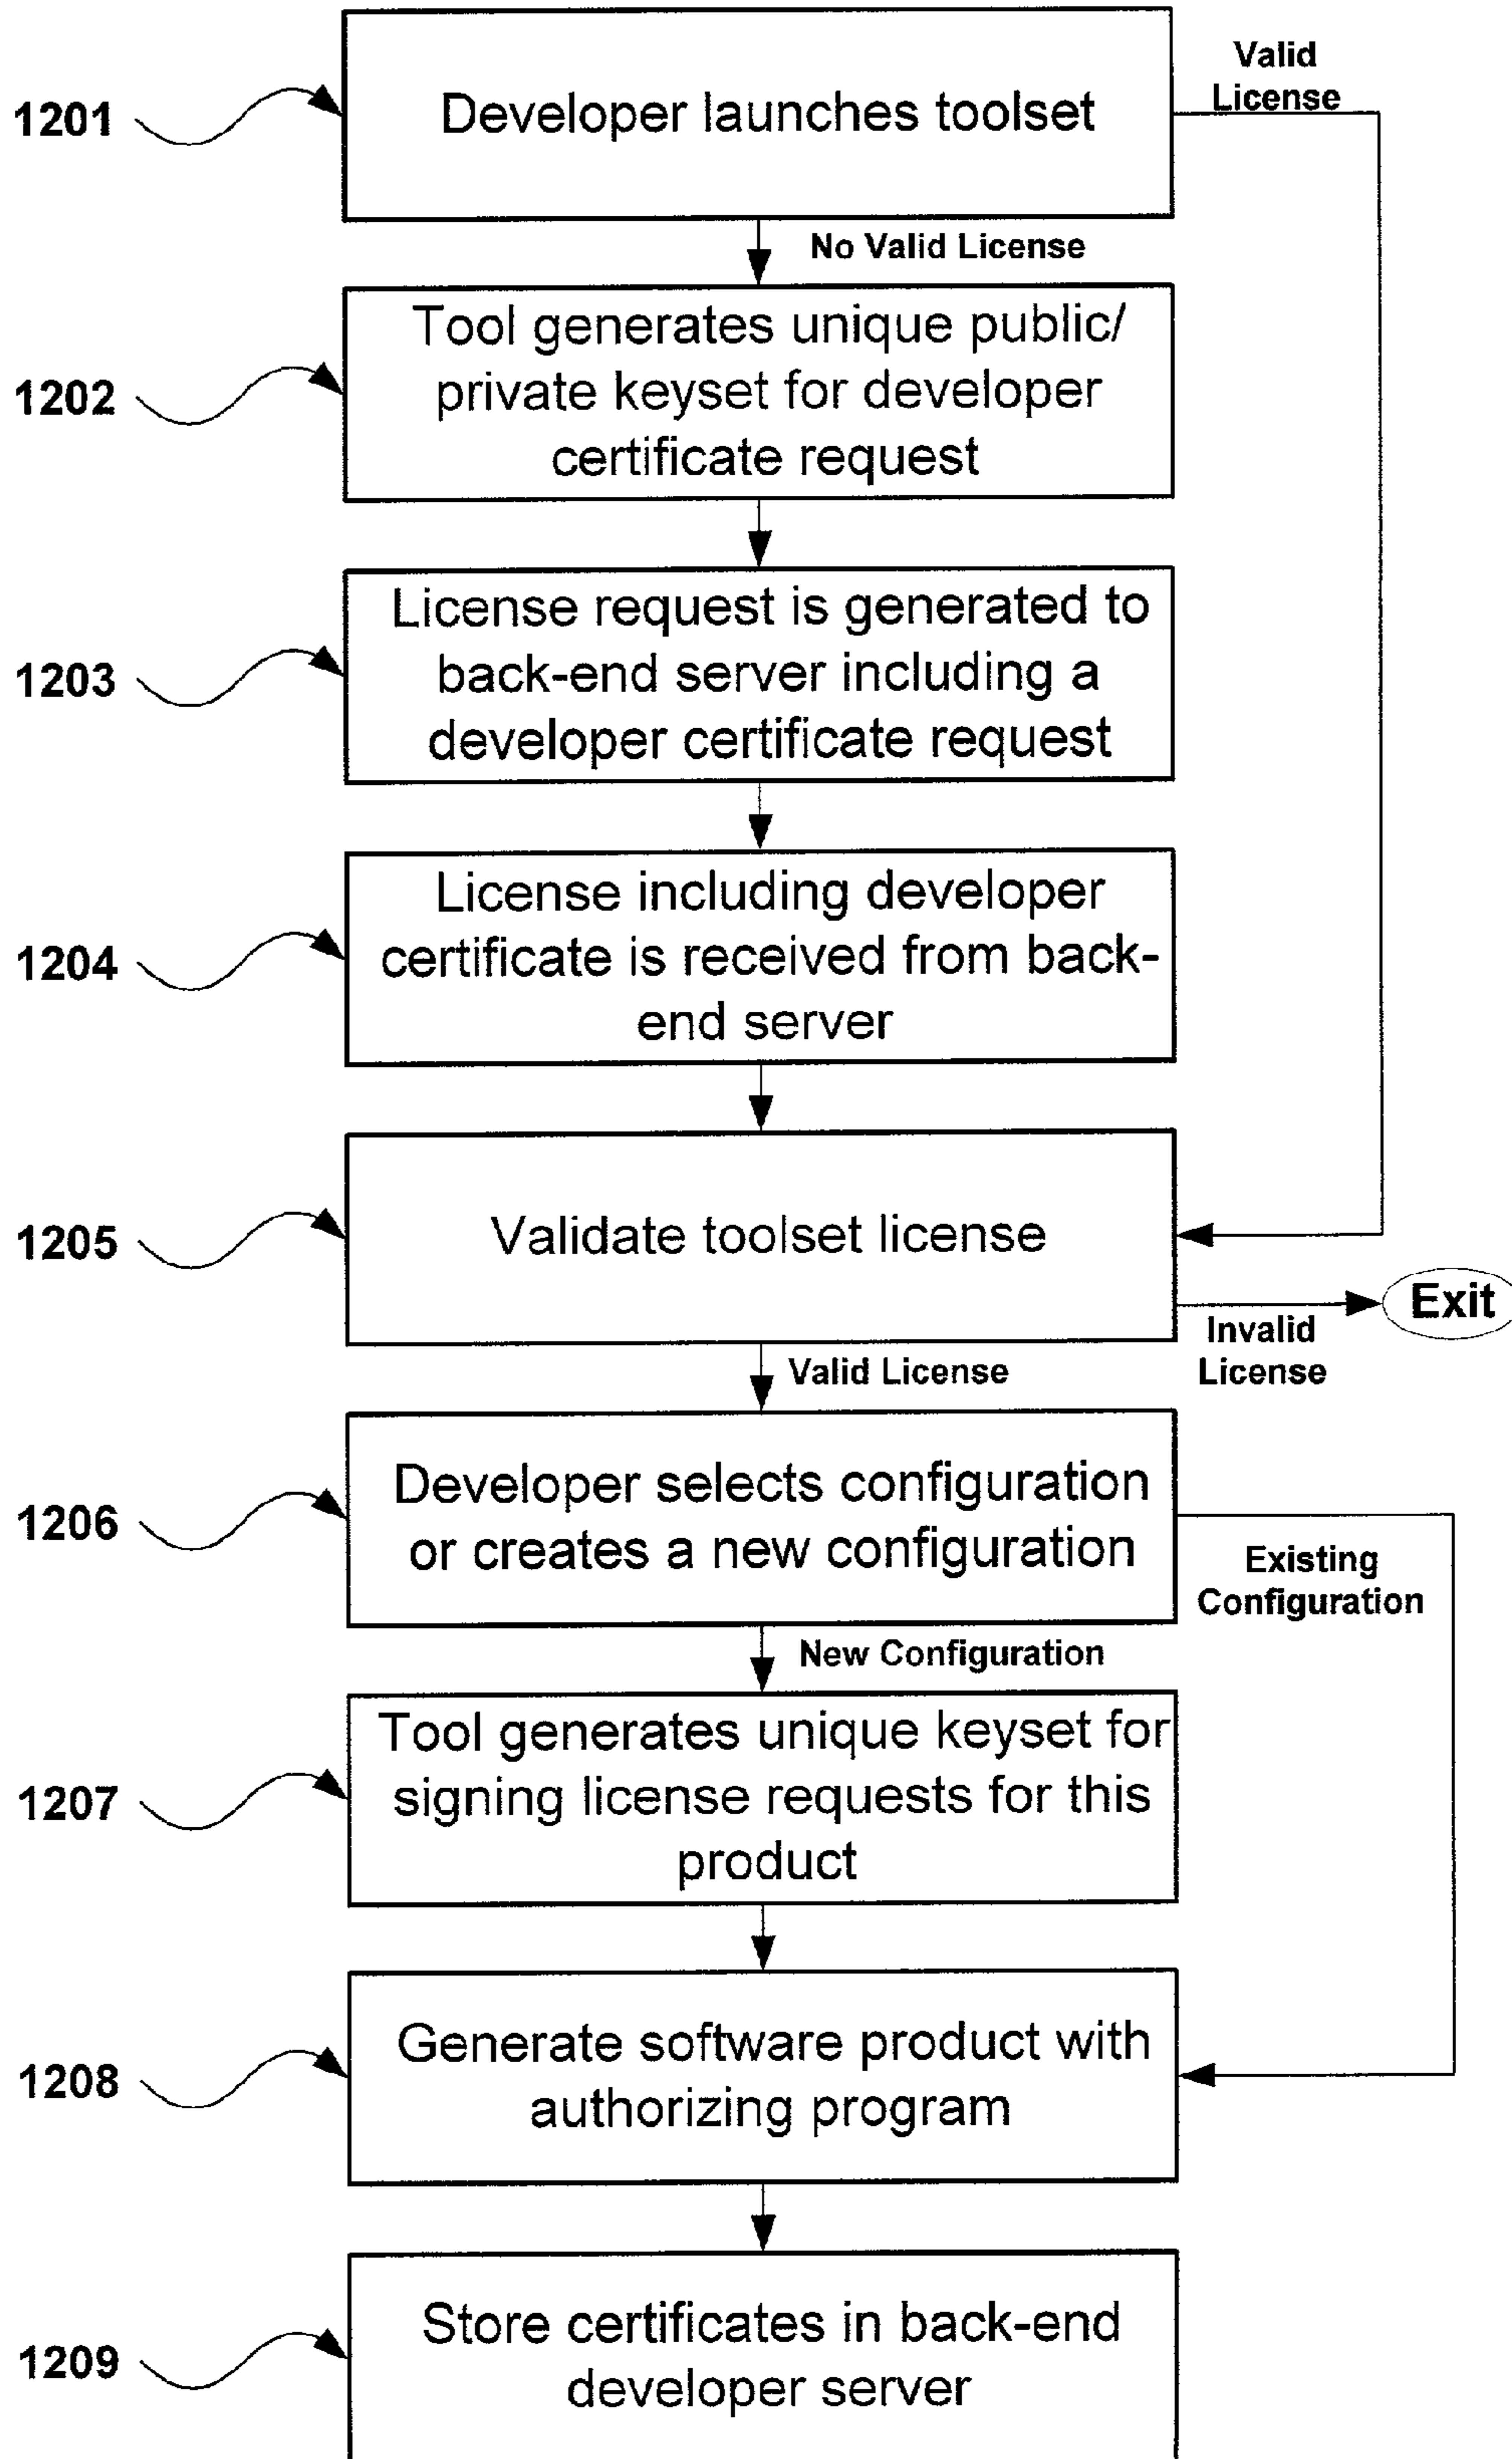 Valid
License
1201
Developer launches toolset
No Valid License
1202
Tool generates unique public/
private keyset for developer
certificate request
1203
License request is generated to
back-end server including a
developer certificate request
1204
License including developer
certificate is received from back-
end server
1205
Validate toolset license
Exit
Invalid
License
Valid License
1206
Developer selects configuration
or creates a new configuration
Existing
Configuration
New Configuration
1207
Tool generates unique keyset for
signing license requests for this
product
1208
Generate software product with
authorizing program
1209
Store certificates in back-end
developer server